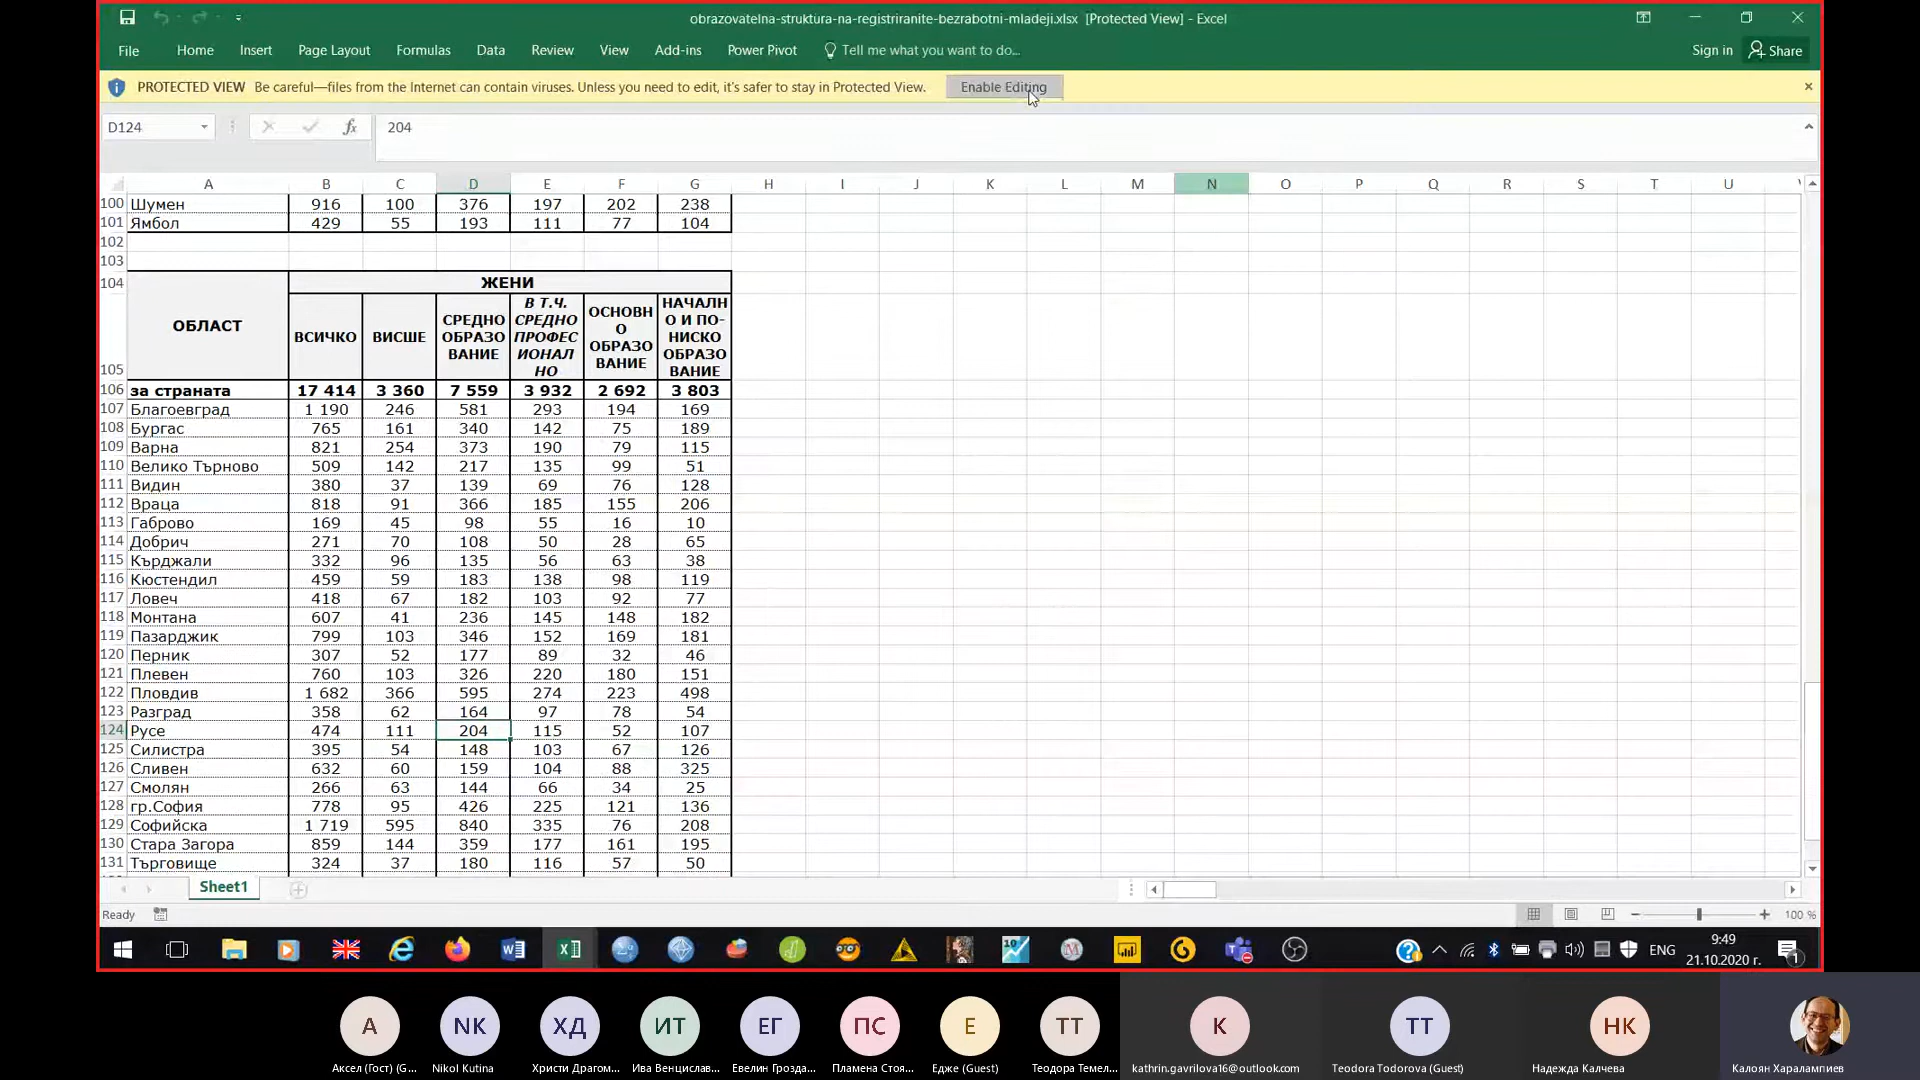 obrazovatelna-struktura-na-registriranite-bezrabotni-mladeji.xlsx [Protected View] - Excel
File Home Insert Page Layout Formulas Data Review View Add-ins Power Pivot Tell me what you want to do... Sign in Share
PROTECTED VIEW Be careful—files from the Internet can contain viruses. Unless you need to edit, it's safer to stay in Protected View. Enable Editing
D124 fx 204
A B C D E F G H I J K L M N O P Q R S T U
100 Шумен 916 100 376 197 202 238
101 Ямбол 429 55 193 111 77 104
102
103
104 ЖЕНИ
105 ОБЛАСТ ВСИЧКО ВИСШЕ СРЕДНО ОБРАЗОВАНИЕ В Т.Ч. СРЕДНО ПРОФЕСИОНАЛНО ОСНОВНО ОБРАЗОВАНИЕ НАЧАЛНО И ПО-НИСКО ОБРАЗОВАНИЕ
106 за страната 17 414 3 360 7 559 3 932 2 692 3 803
107 Благоевград 1 190 246 581 293 194 169
108 Бургас 765 161 340 142 75 189
109 Варна 821 254 373 190 79 115
110 Велико Търново 509 142 217 135 99 51
111 Видин 380 37 139 69 76 128
112 Враца 818 91 366 185 155 206
113 Габрово 169 45 98 55 16 10
114 Добрич 271 70 108 50 28 65
115 Кърджали 332 96 135 56 63 38
116 Кюстендил 459 59 183 138 98 119
117 Ловеч 418 67 182 103 92 77
118 Монтана 607 41 236 145 148 182
119 Пазарджик 799 103 346 152 169 181
120 Перник 307 52 177 89 32 46
121 Плевен 760 103 326 220 180 151
122 Пловдив 1 682 366 595 274 223 498
123 Разград 358 62 164 97 78 54
124 Русе 474 111 204 115 52 107
125 Силистра 395 54 148 103 67 126
126 Сливен 632 60 159 104 88 325
127 Смолян 266 63 144 66 34 25
128 гр.София 778 95 426 225 121 136
129 Софийска 1 719 595 840 335 76 208
130 Стара Загора 859 144 359 177 161 195
131 Търговище 324 37 180 116 57 50
Sheet1
Ready 100 %
ENG 9:49
21.10.2020 г. 1
А NK ХД ИТ ЕГ ПС Е ТТ K TT НК
Аксел (Гост) (G... Nikol Kutina Христи Драгом... Ива Венцислав... Евелин Грозда... Пламена Стоя... Едже (Guest) Теодора Темел... kathrin.gavrilova16@outlook.com Teodora Todorova (Guest) Надежда Калчева Калоян Харалампиев